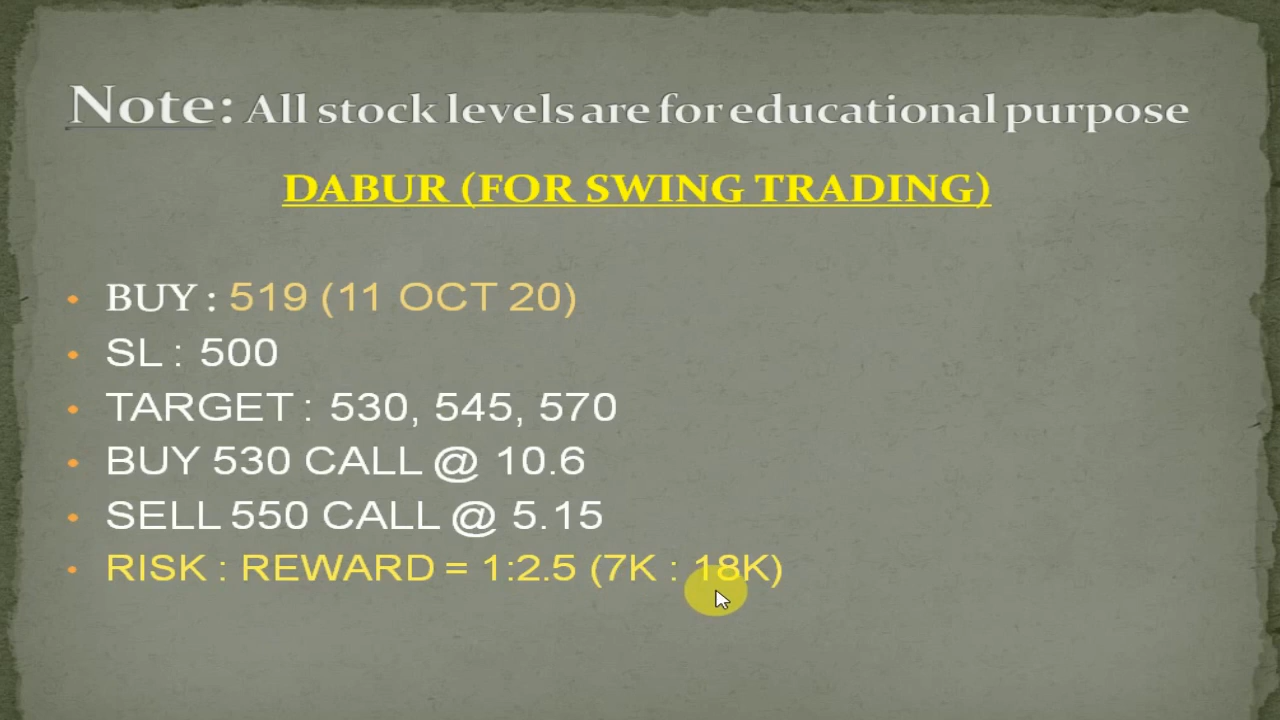 Note: All stock levels are for educational purpose
DABUR (FOR SWING TRADING)
• BUY : 519 (11 OCT 20)
• SL : 500
• TARGET : 530, 545, 570
• BUY 530 CALL @ 10.6
• SELL 550 CALL @ 5.15
• RISK : REWARD = 1:2.5 (7K : 18K)